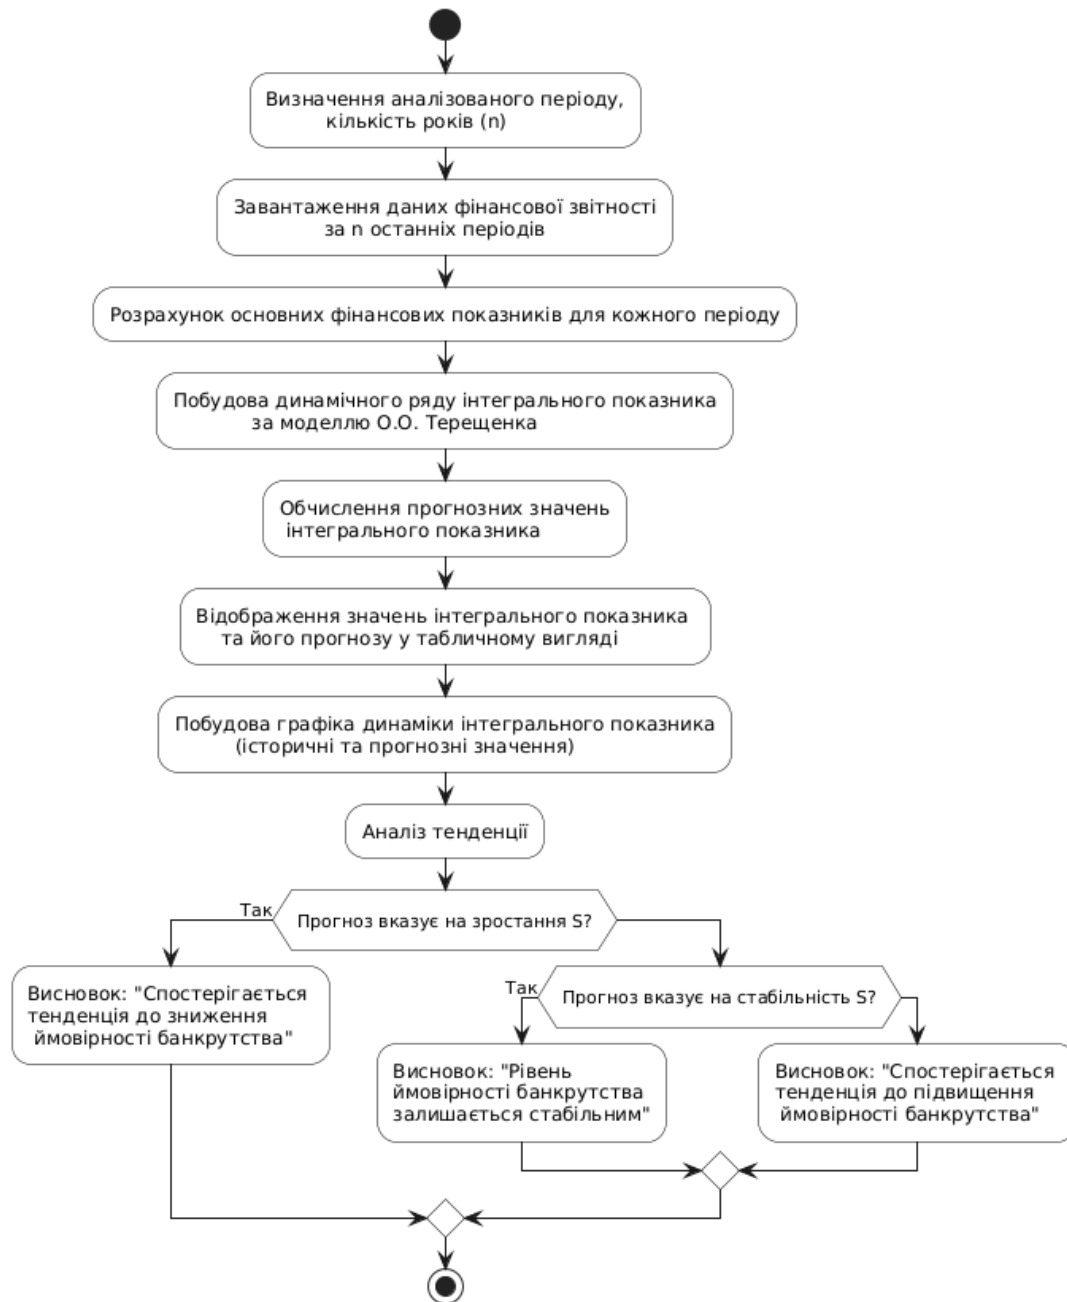 Визначення аналізованого періоду,
кількість років (n)
Завантаження даних фінансової звітності
за n останніх періодів
Розрахунок основних фінансових показників для кожного періоду
Побудова динамічного ряду інтегрального показника
за моделлю О.О. Терещенка
Обчислення прогнозних значень
інтегрального показника
Відображення значень інтегрального показника
та його прогнозу у табличному вигляді
Побудова графіка динаміки інтегрального показника
(історичні та прогнозні значення)
Аналіз тенденції
Так
Прогноз вказує на зростання S?
Висновок: "Спостерігається
тенденція до зниження
ймовірності банкрутства"
Так
Прогноз вказує на стабільність S?
Висновок: "Рівень
ймовірності банкрутства
залишається стабільним"
Висновок: "Спостерігається
тенденція до підвищення
ймовірності банкрутства"